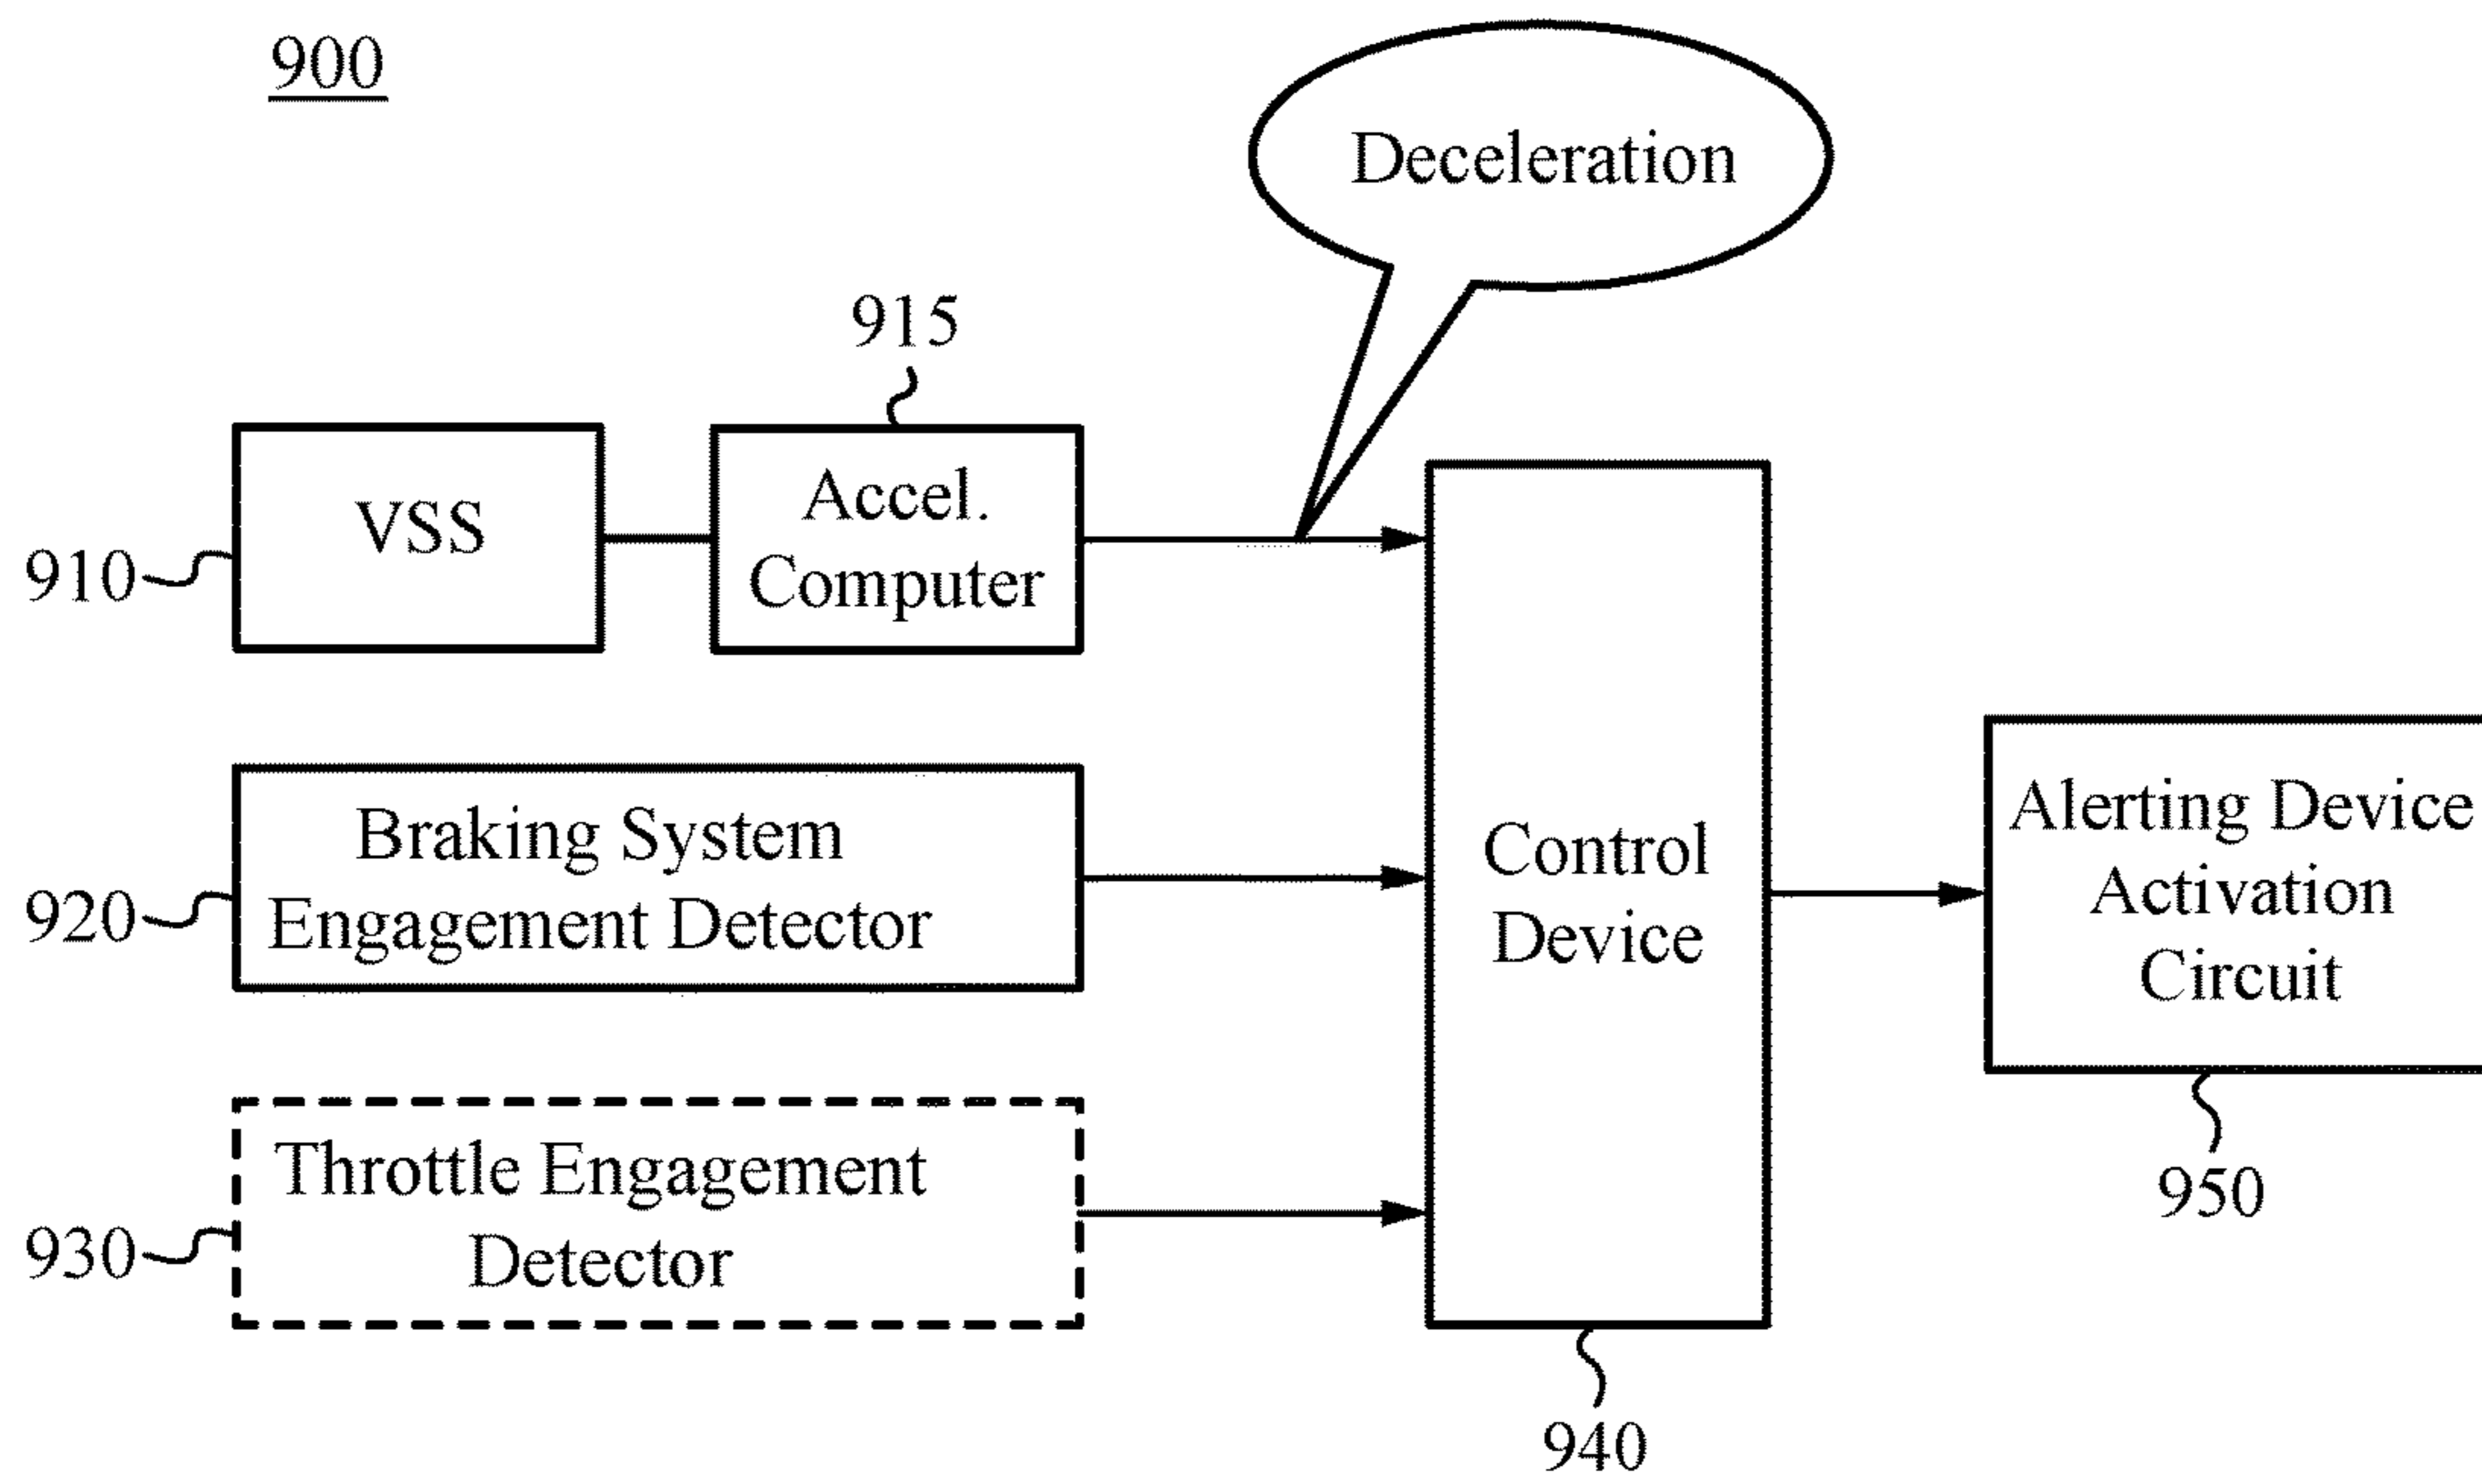 900
Deceleration
915
VSS
Accel.
Computer
910
Braking System
Engagement Detector
920
Control
Device
Alerting Device
Activation
Circuit
Throttle Engagement
Detector
930
950
940